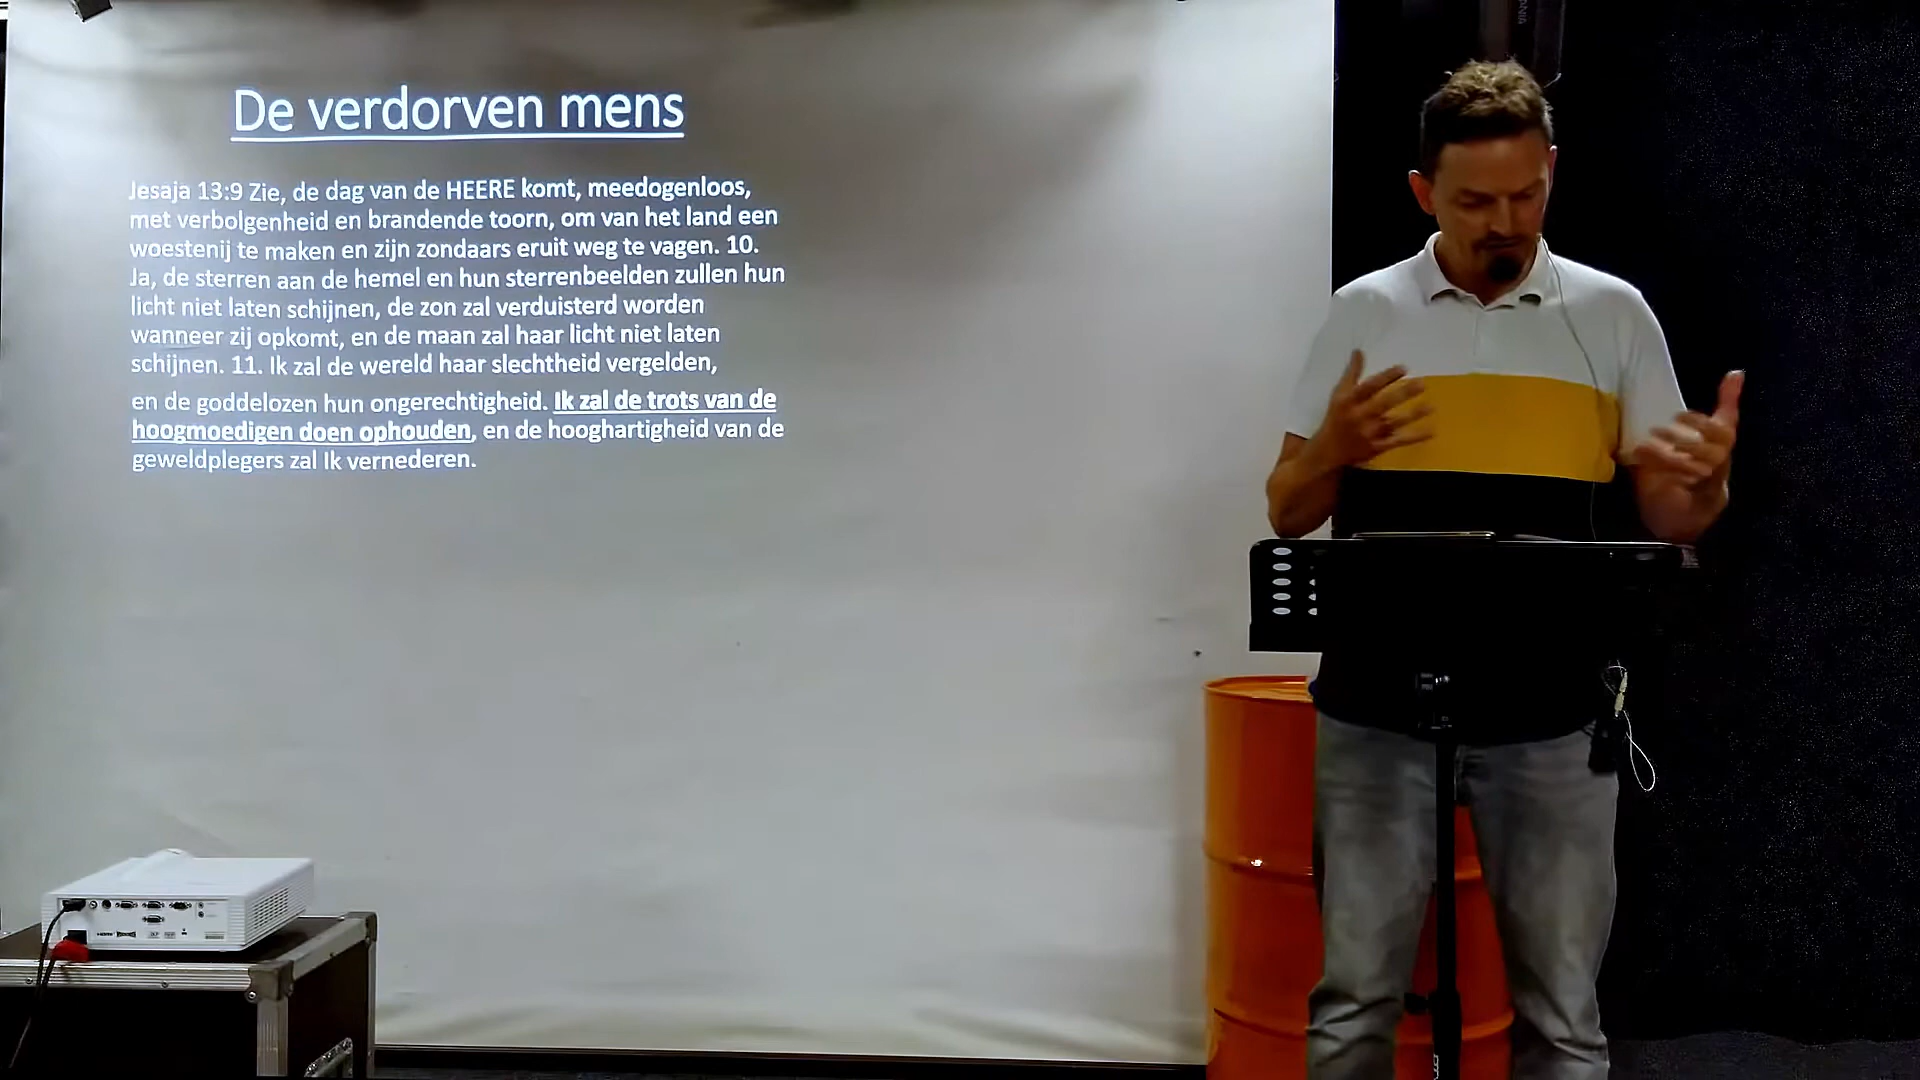 De verdorven mens
Jesaja 13:9 Zie, de dag van de HEERE komt, meedogenloos,
met verbolgenheid en brandende toorn, om van het land een
woestenij te maken en zijn zondaars eruit weg te vagen. 10.
Ja, de sterren aan de hemel en hun sterrenbeelden zullen hun
licht niet laten schijnen, de zon zal verduisterd worden
wanneer zij opkomt, en de maan zal haar licht niet laten
schijnen. 11. Ik zal de wereld haar slechtheid vergelden,
en de goddelozen hun ongerechtigheid. Ik zal de trots van de
hoogmoedigen doen ophouden, en de hooghartigheid van de
geweldplegers zal Ik vernederen.